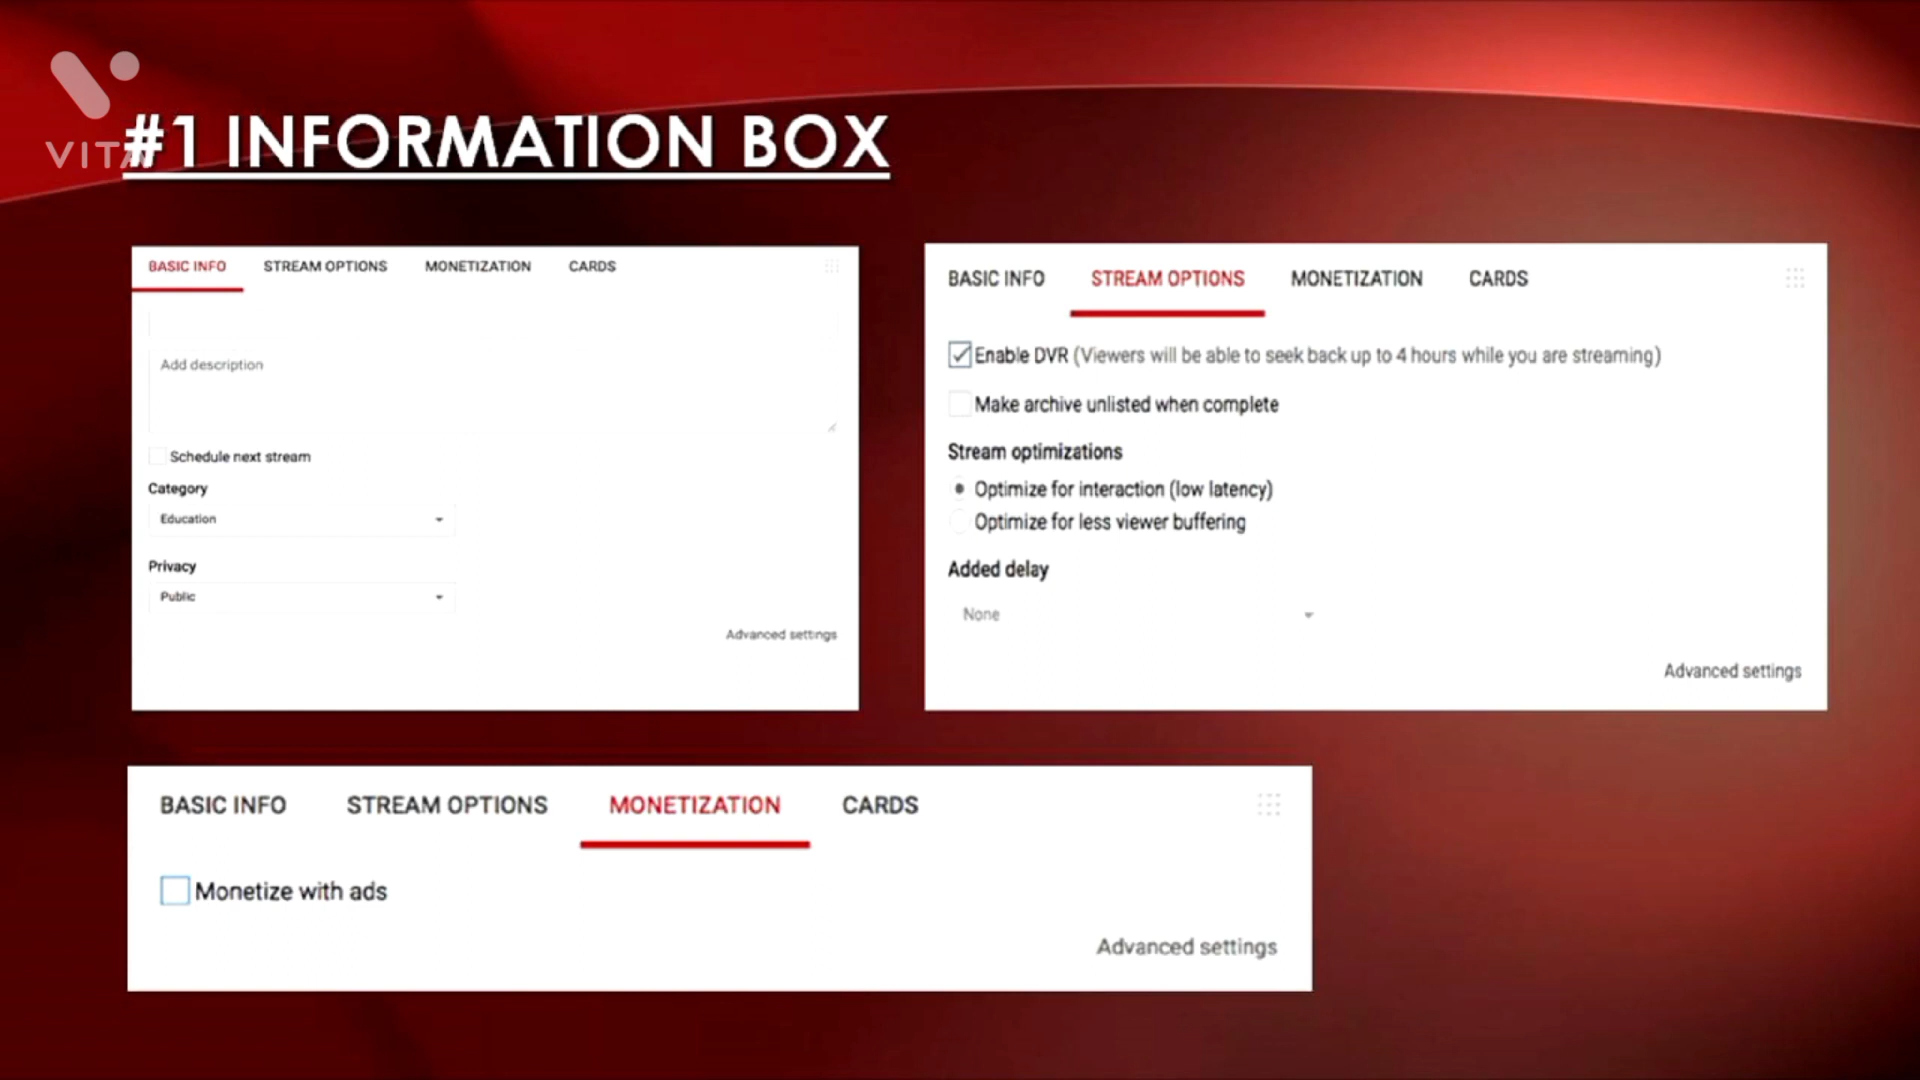 VITA
#1 INFORMATION BOX
BASIC INFO STREAM OPTIONS MONETIZATION CARDS
Add description
Schedule next stream
Category
Education
Privacy
Public
Advanced settings
BASIC INFO STREAM OPTIONS MONETIZATION CARDS
Enable DVR (Viewers will be able to seek back up to 4 hours while you are streaming)
Make archive unlisted when complete
Stream optimizations
Optimize for interaction (low latency)
Optimize for less viewer buffering
Added delay
None
Advanced settings
BASIC INFO STREAM OPTIONS MONETIZATION CARDS
Monetize with ads
Advanced settings